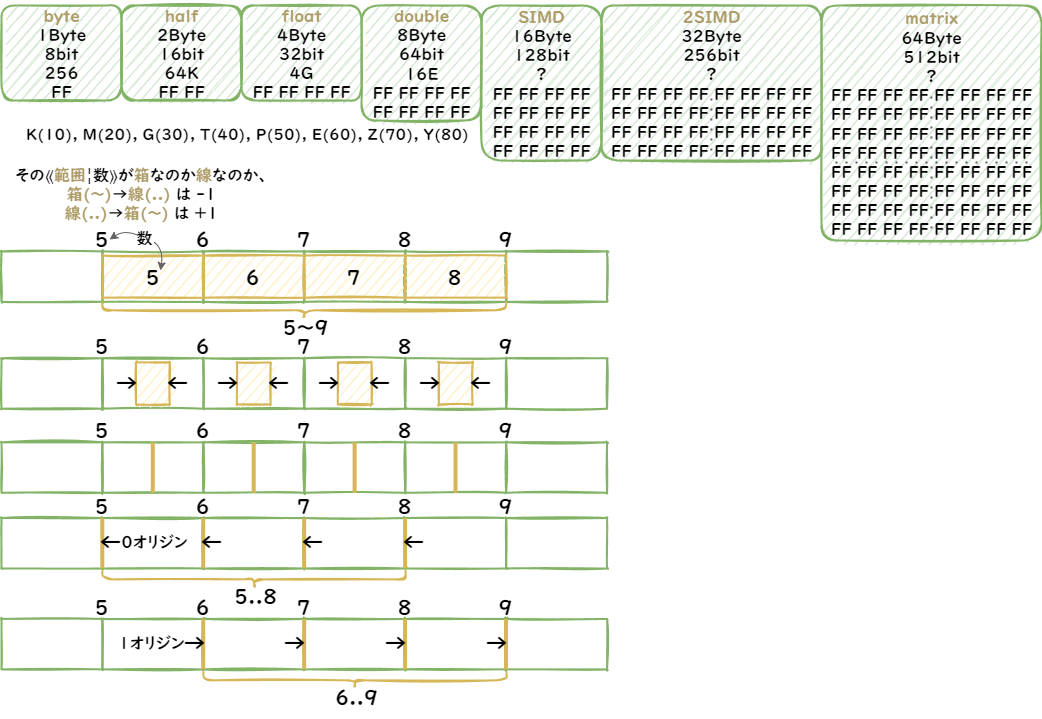 byte
1Byte
8bit
256
FF
half
2Byte
16bit
64K
FF FF
float
4Byte
32bit
4G
FF FF FF FF
double
8Byte
64bit
16E
FF FF FF FF
FF FF FF FF
SIMD
16Byte
128bit
?
FF FF FF FF
FF FF FF FF
FF FF FF FF
FF FF FF FF
2SIMD
32Byte
256bit
?
FF FF FF FF FF FF FF FF
FF FF FF FF FF FF FF FF
FF FF FF FF FF FF FF FF
FF FF FF FF FF FF FF FF
matrix
64Byte
512bit
?
FF FF FF FF FF FF FF FF
FF FF FF FF FF FF FF FF
FF FF FF FF FF FF FF FF
FF FF FF FF FF FF FF FF
FF FF FF FF FF FF FF FF
FF FF FF FF FF FF FF FF
FF FF FF FF FF FF FF FF
FF FF FF FF FF FF FF FF
K(10), M(20), G(30), T(40), P(50), E(60), Z(70), Y(80)
その《範囲¦数》が箱なのか線なのか、
箱(～)→線(..) は -1
線(..)→箱(～) は +1
5 数 6 7 8 9
5 6 7 8
5～9
5 6 7 8 9
→ ← → ← → ← → ←
5 6 7 8 9
5 6 7 8 9
←0オリジン ← ← ←
5..8
5 6 7 8 9
1オリジン→ → → →
6..9